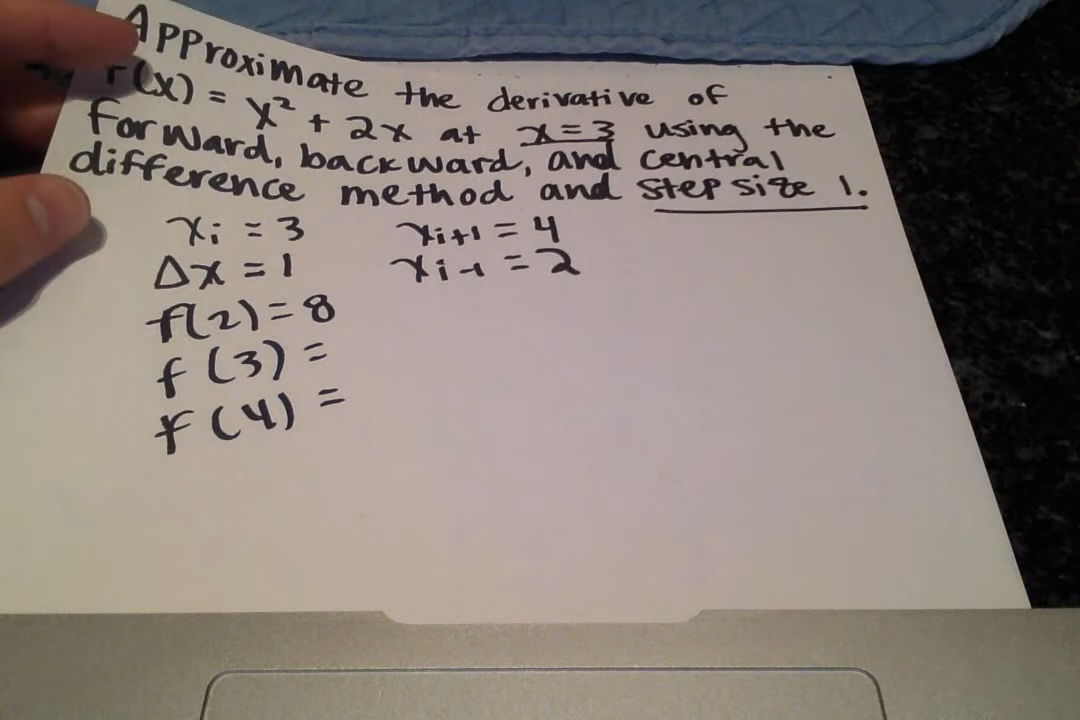 Approximate the derivative of
f(x) = x² + 2x at x=3 using the
forward, backward, and central
difference method and step size 1.
xi = 3 xi+1 = 4
Δx = 1 xi-1 = 2
f(2) = 8
f(3) =
f(4) =